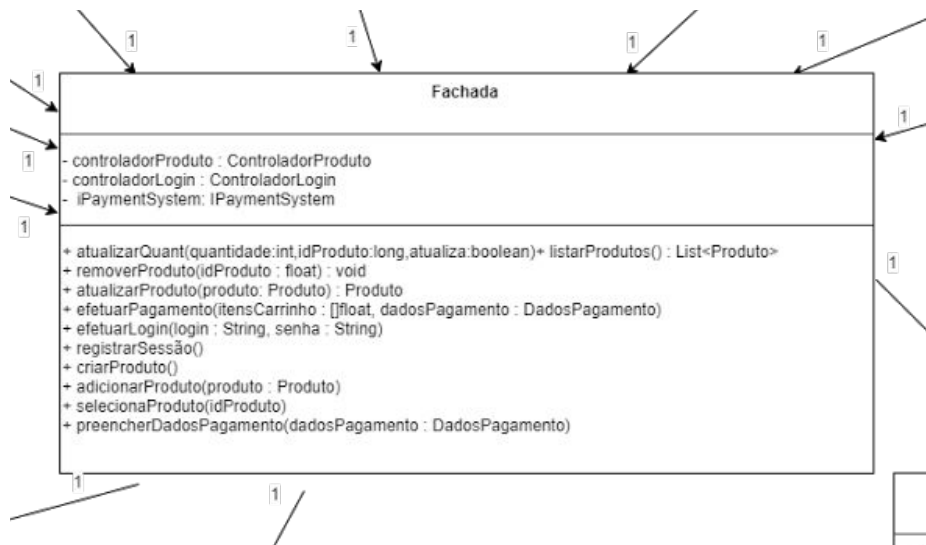 1
1
1
1
1
1
Fachada
1
- controladorProduto : ControladorProduto
- controladorLogin : ControladorLogin
- iPaymentSystem: IPaymentSystem
1
+ atualizarQuant(quantidade:int,idProduto:long,atualiza:boolean)+ listarProdutos() : List<Produto>
+ removerProduto(idProduto : float) : void
+ atualizarProduto(produto: Produto) : Produto
+ efetuarPagamento(itensCarrinho : []float, dadosPagamento : DadosPagamento)
+ efetuarLogin(login : String, senha : String)
+ registrarSessão()
+ criarProduto()
+ adicionarProduto(produto : Produto)
+ selecionaProduto(idProduto)
+ preencherDadosPagamento(dadosPagamento : DadosPagamento)
1
1
1